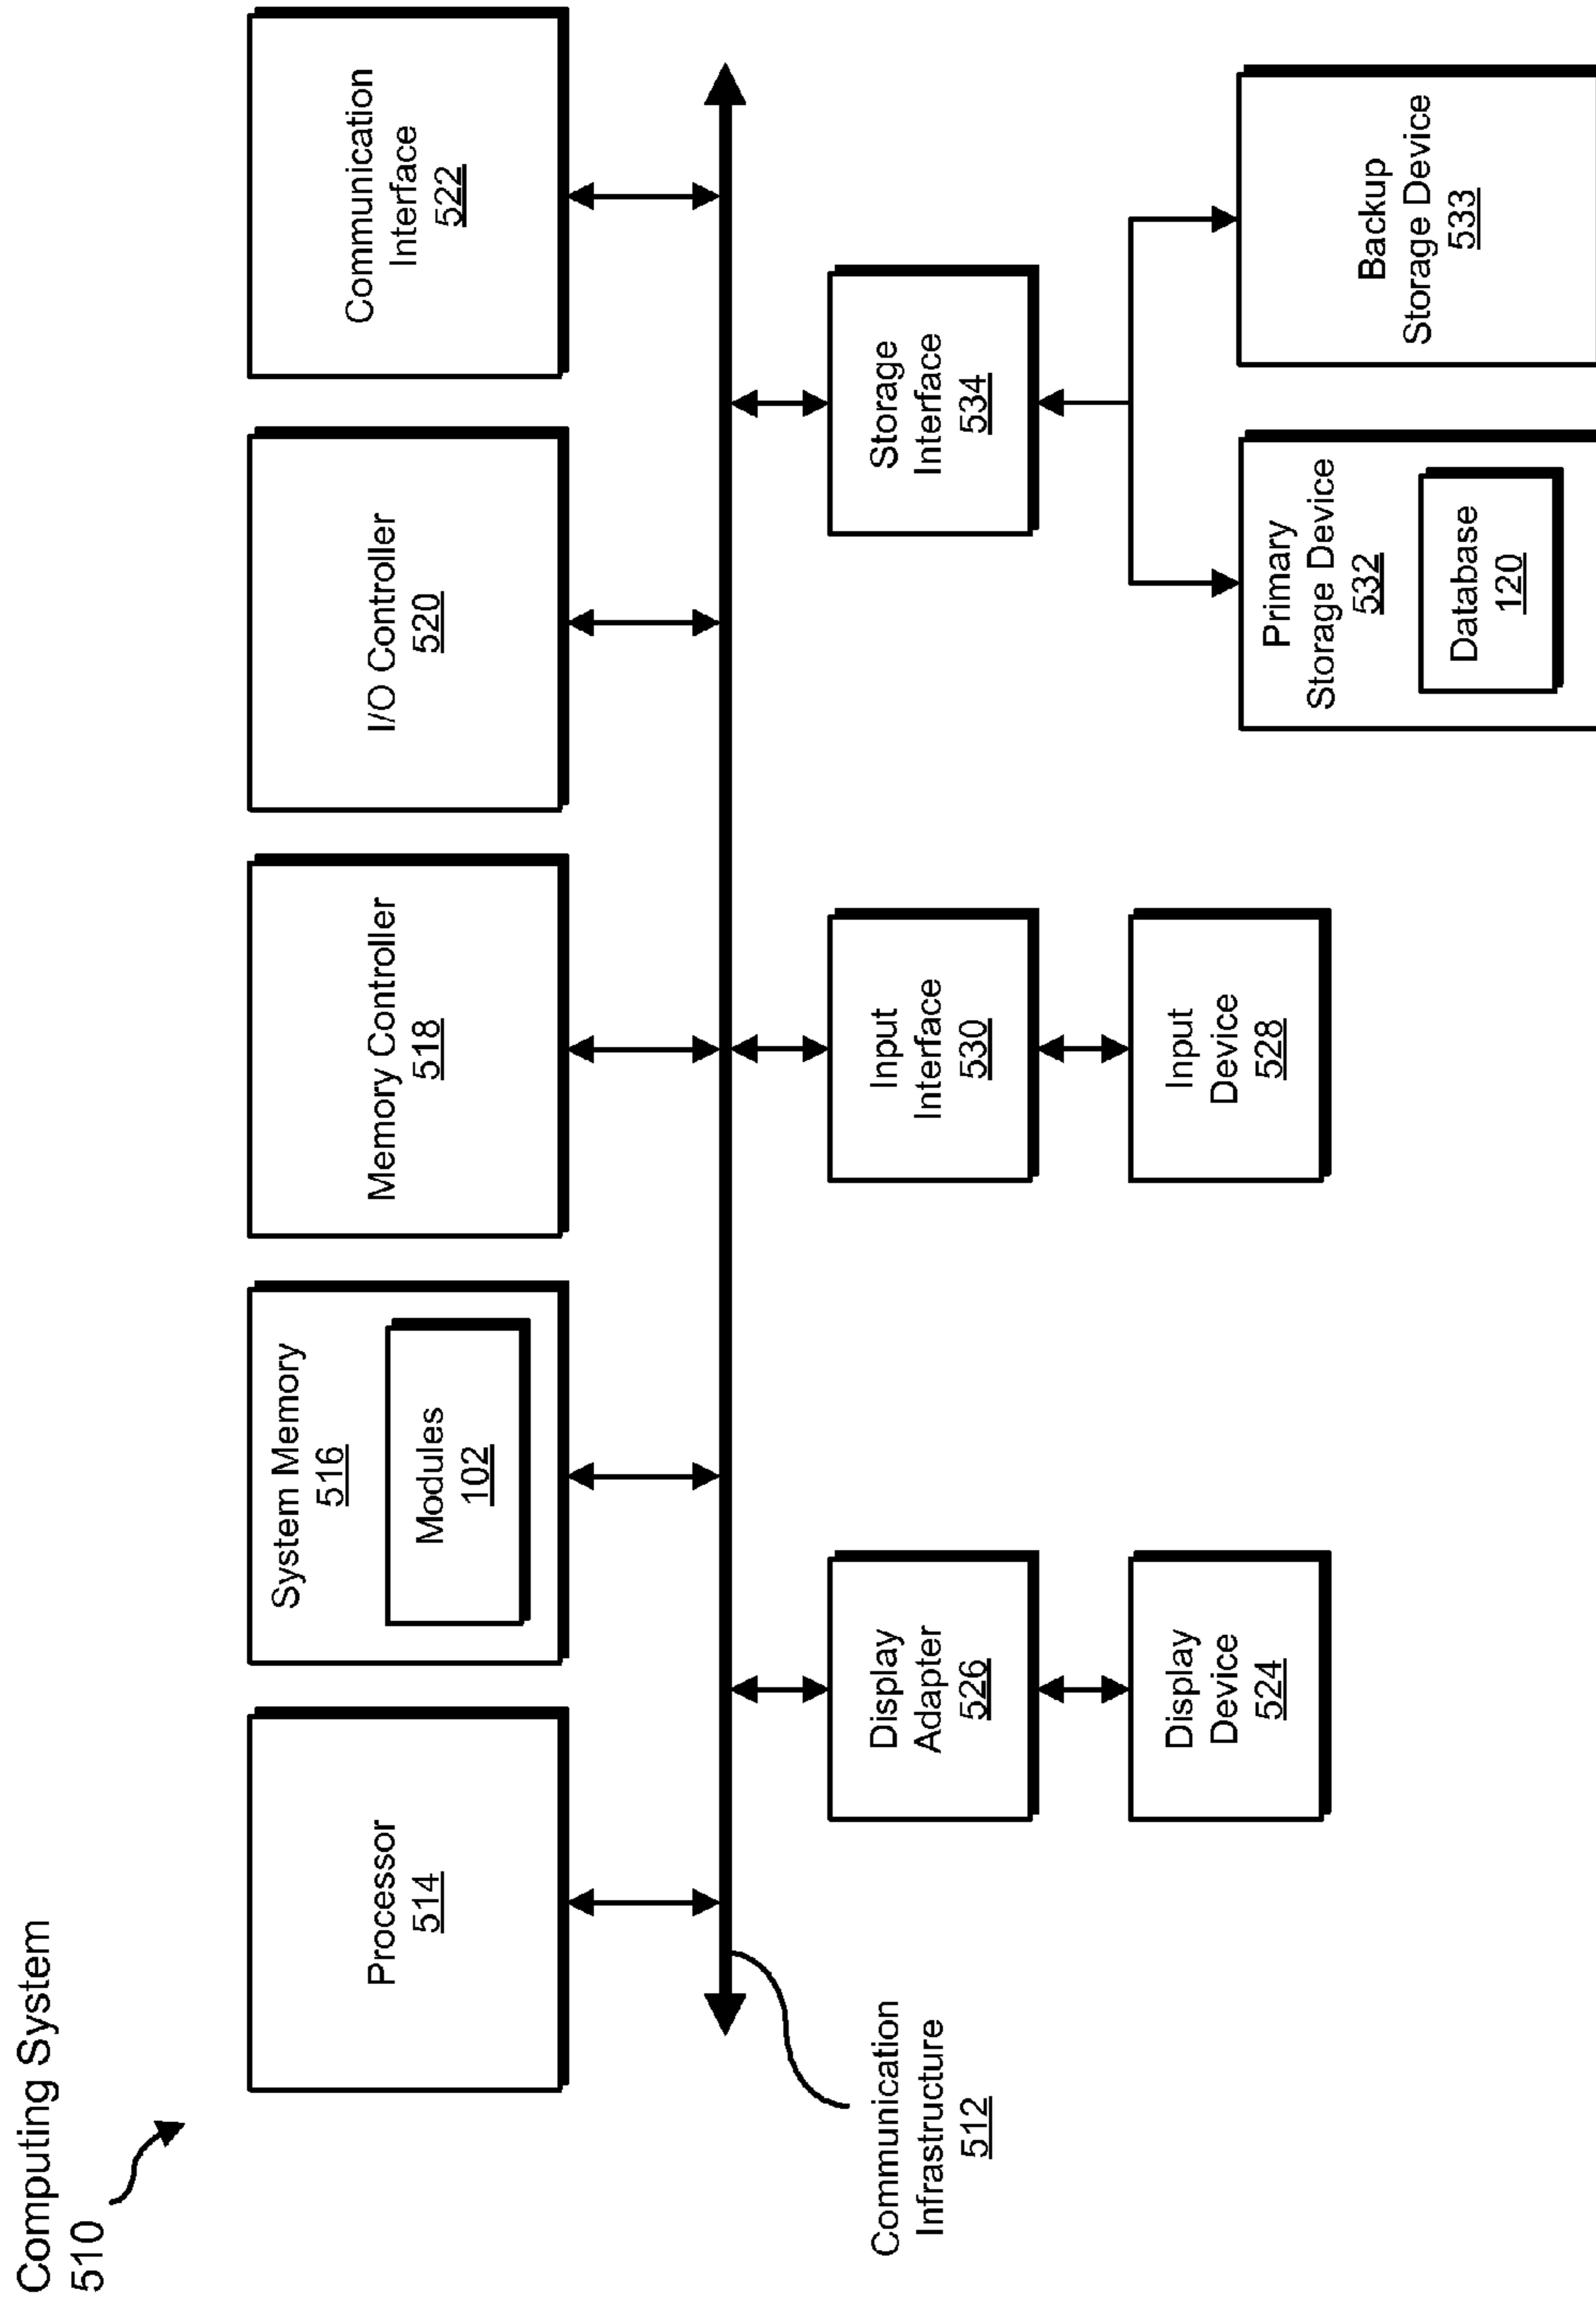 Computing System
510
Processor
514
System Memory
516
Modules
102
Memory Controller
518
I/O Controller
520
Communication
Interface
522
Communication
Infrastructure
512
Display
Adapter
526
Input
Interface
530
Storage
Interface
534
Display
Device
524
Input
Device
528
Primary
Storage Device
532
Database
120
Backup
Storage Device
533